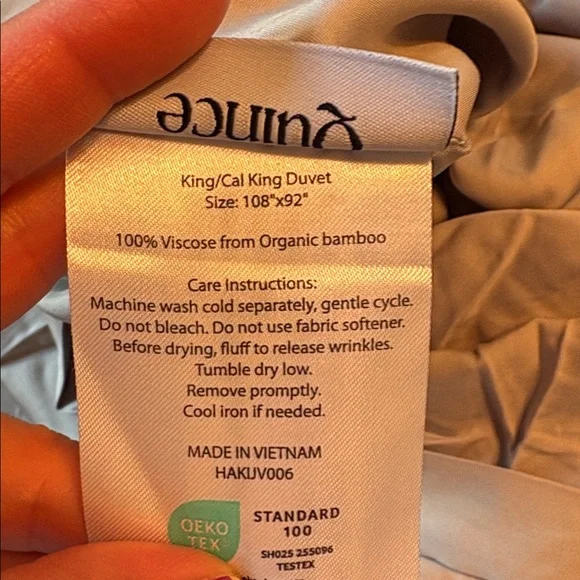 Quince
King/Cal King Duvet
Size: 108"x92"
100% Viscose from Organic bamboo
Care Instructions:
Machine wash cold separately, gentle cycle.
Do not bleach. Do not use fabric softener.
Before drying, fluff to release wrinkles.
Tumble dry low.
Remove promptly.
Cool iron if needed.
MADE IN VIETNAM
HAKIJV006
OEKO
TEX
STANDARD
100
SH025 255096
TESTEX